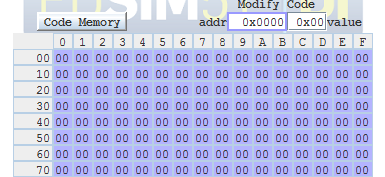 Modify Code
Code Memory addr 0x0000 0x00 value
0 1 2 3 4 5 6 7 8 9 A B C D E F
00 00 00 00 00 00 00 00 00 00 00 00 00 00 00 00 00
10 00 00 00 00 00 00 00 00 00 00 00 00 00 00 00 00
20 00 00 00 00 00 00 00 00 00 00 00 00 00 00 00 00
30 00 00 00 00 00 00 00 00 00 00 00 00 00 00 00 00
40 00 00 00 00 00 00 00 00 00 00 00 00 00 00 00 00
50 00 00 00 00 00 00 00 00 00 00 00 00 00 00 00 00
60 00 00 00 00 00 00 00 00 00 00 00 00 00 00 00 00
70 00 00 00 00 00 00 00 00 00 00 00 00 00 00 00 00